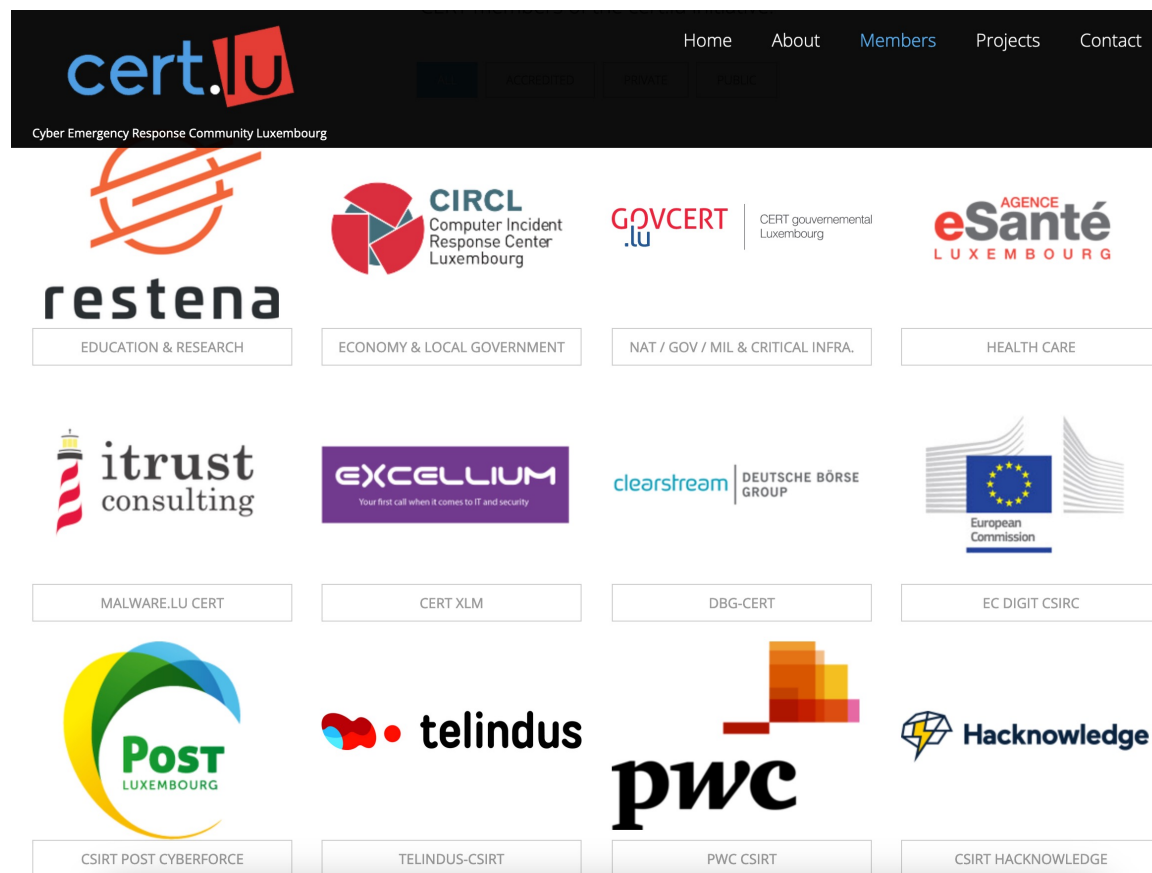 cert.lu
Home About Members Projects Contact
ACCREDITED PRIVATE PUBLIC
Cyber Emergency Response Community Luxembourg
restena
CIRCL
Computer Incident
Response Center
Luxembourg
GOVCERT
.lu
CERT gouvernemental
Luxembourg
AGENCE
eSanté
LUXEMBOURG
EDUCATION & RESEARCH
ECONOMY & LOCAL GOVERNMENT
NAT / GOV / MIL & CRITICAL INFRA.
HEALTH CARE
itrust
consulting
EXCELLIUM
Your first call when it comes to IT and security
clearstream
DEUTSCHE BÖRSE
GROUP
European
Commission
MALWARE.LU CERT
CERT XLM
DBG-CERT
EC DIGIT CSIRC
POST
LUXEMBOURG
telindus
pwc
Hacknowledge
CSIRT POST CYBERFORCE
TELINDUS-CSIRT
PWC CSIRT
CSIRT HACKNOWLEDGE